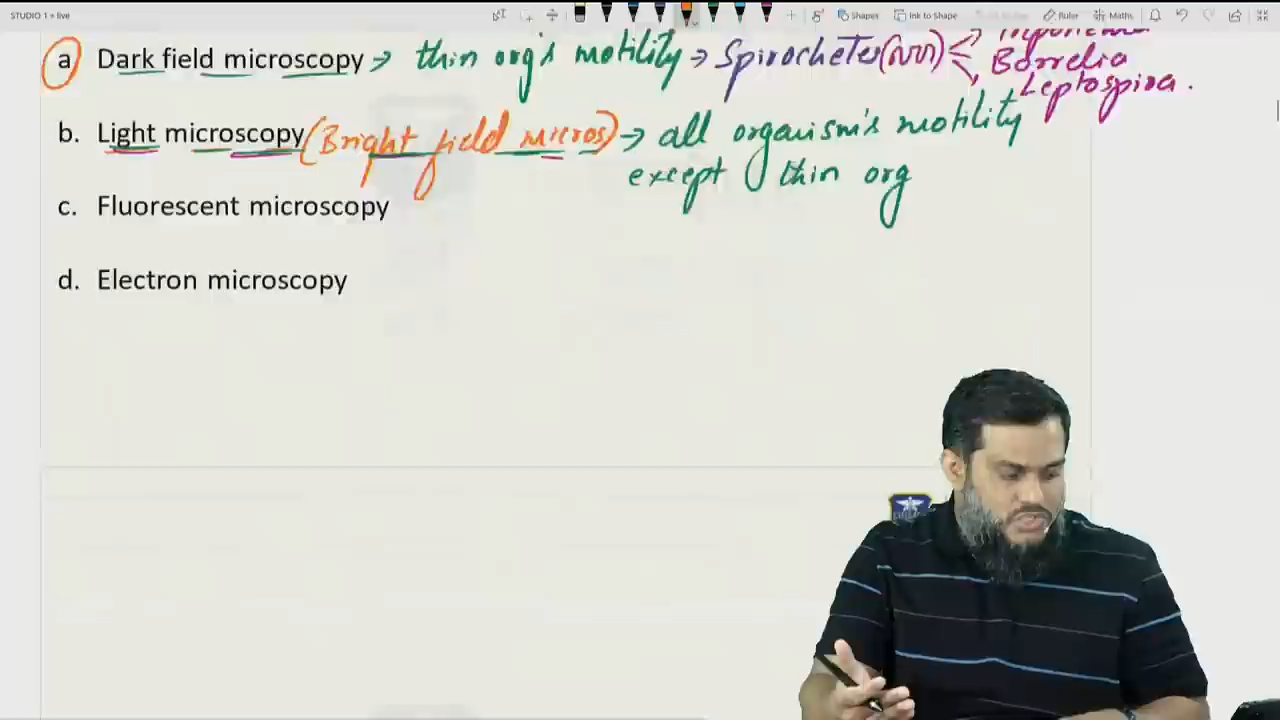 STUDIO 1 • live
Shapes
Ink to Shape
Ruler
Maths
a Dark field microscopy → thin org's motility → Spirochetes
Borrelia
Leptospira.
b. Light microscopy (Bright field micros) → all organism's motility
except thin org
c. Fluorescent microscopy
d. Electron microscopy